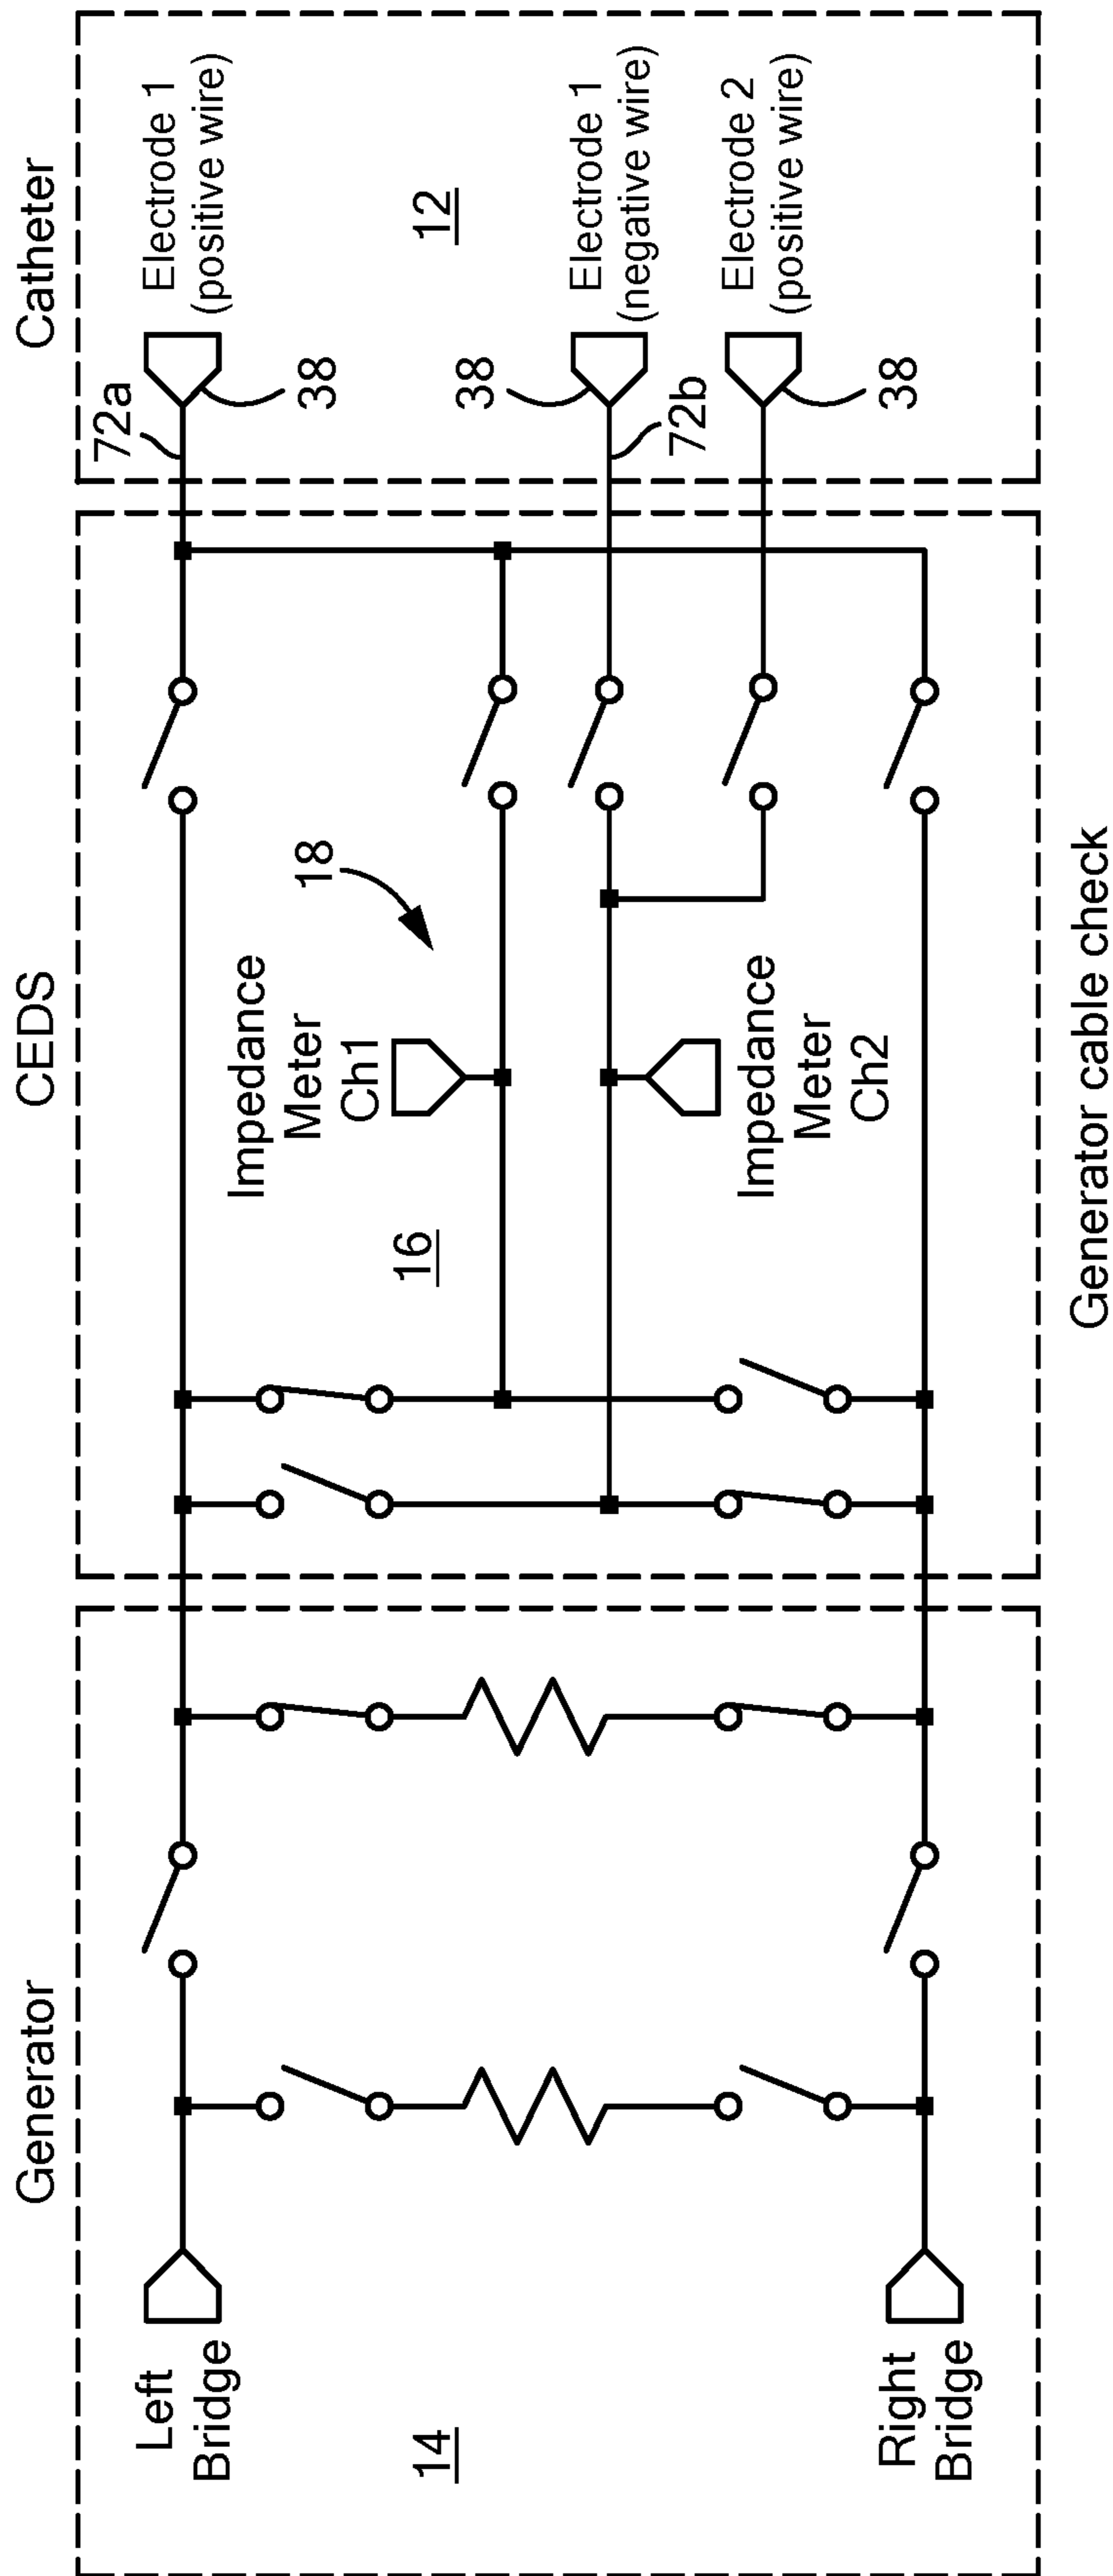 Generator
CEDS
Catheter
Left
Bridge
14
Right
Bridge
16
Impedance
Meter
Ch1
18
Impedance
Meter
Ch2
72a
38
Electrode 1
(positive wire)
12
38
72b
Electrode 1
(negative wire)
38
Electrode 2
(positive wire)
Generator cable check